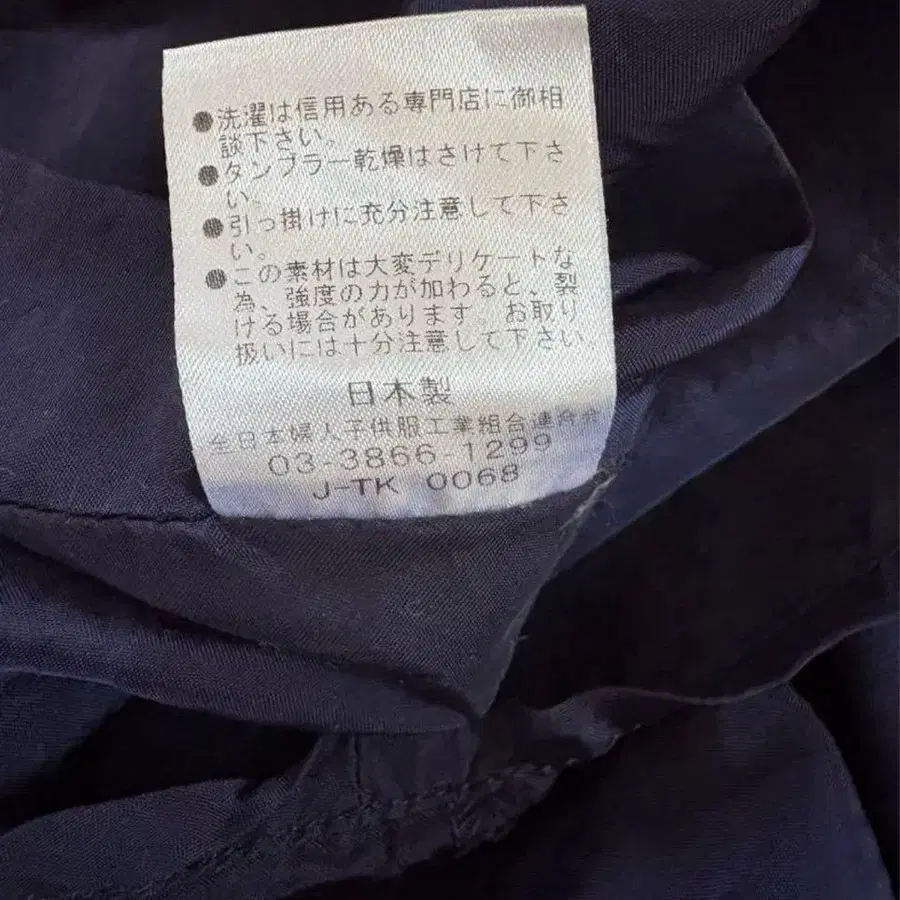 ●洗濯は信用ある専門店に御相
談下さい。
●タンブラー乾燥はさけて下さ
い。
●引っ掛けに充分注意して下さ
い。
●この素材は大変デリケートな
為、強度の力が加わると、裂
ける場合があります。お取り
扱いには十分注意して下さい
日本製
全日本婦人子供服工業組合連合会
03-3866-1299
J-TK 0068